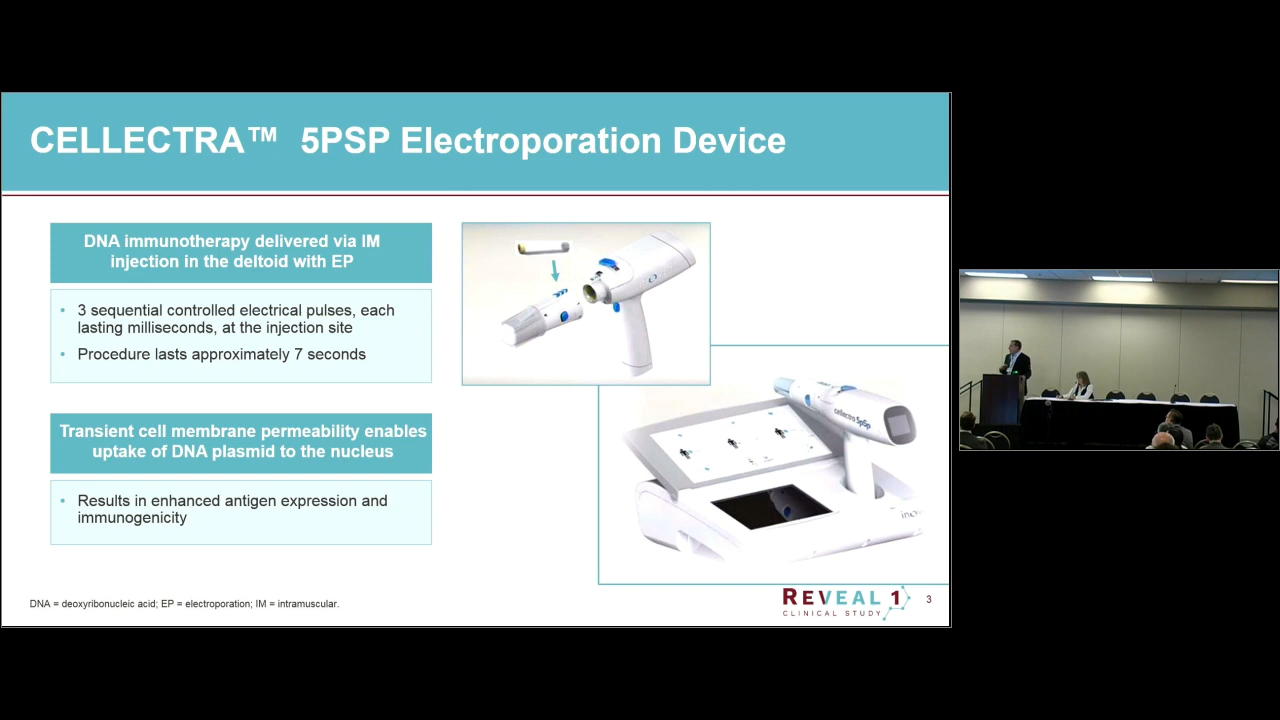 CELLECTRA™ 5PSP Electroporation Device
DNA immunotherapy delivered via IM
injection in the deltoid with EP
• 3 sequential controlled electrical pulses, each
lasting milliseconds, at the injection site
• Procedure lasts approximately 7 seconds
Transient cell membrane permeability enables
uptake of DNA plasmid to the nucleus
• Results in enhanced antigen expression and
immunogenicity
cellectra 5psp
DNA = deoxyribonucleic acid; EP = electroporation; IM = intramuscular.
REVEAL 1
CLINICAL STUDY
3